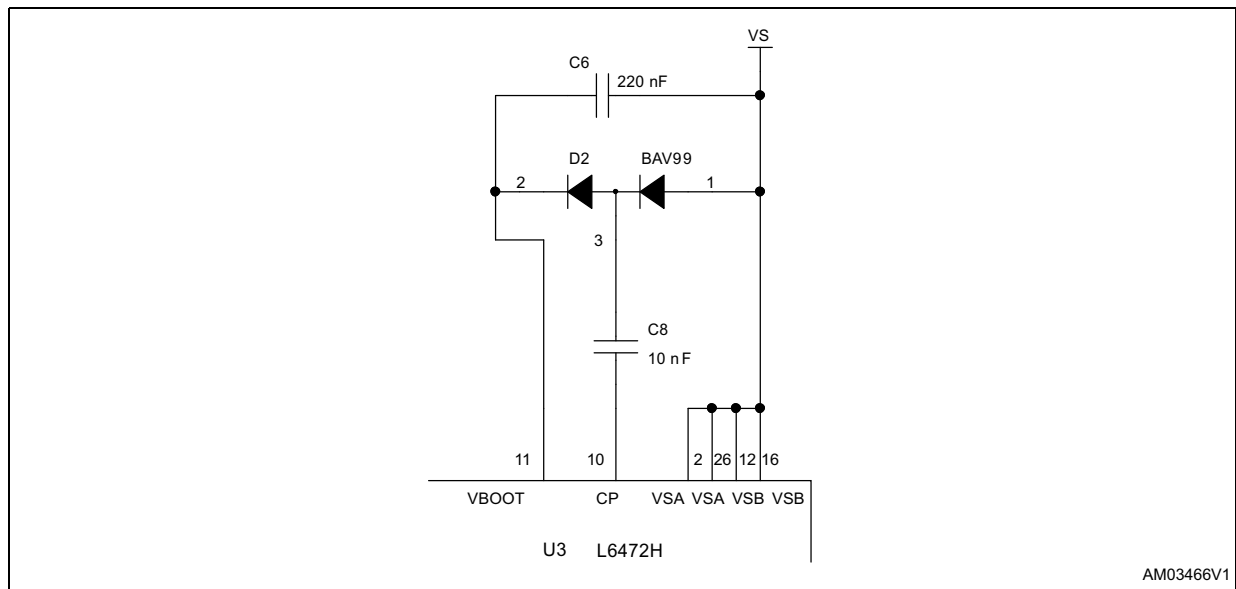 VS
C6
220 nF
D2 BAV99
2 1
3
C8
10 nF
11 10 2 26 12 16
VBOOT CP VSA VSA VSB VSB
U3 L6472H
AM03466V1